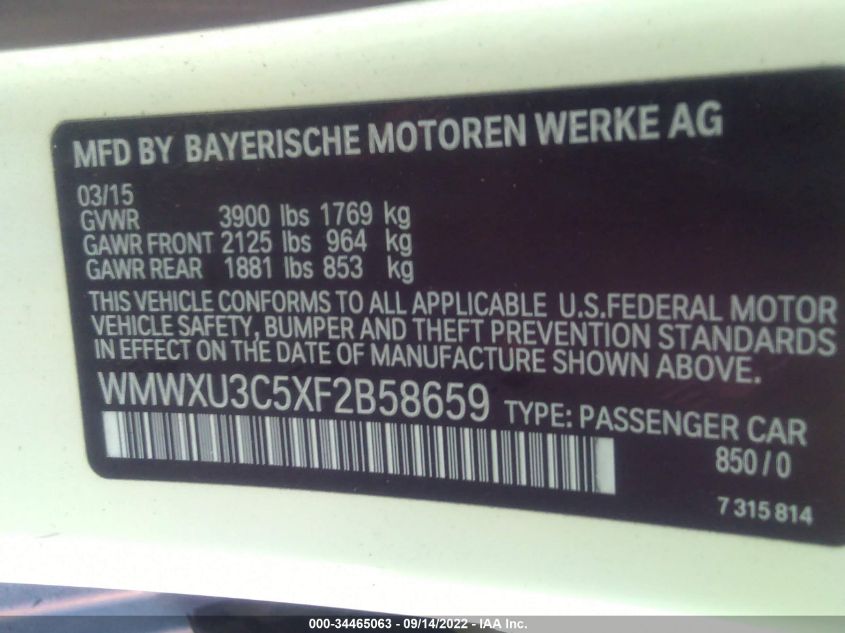 MFD BY BAYERISCHE MOTOREN WERKE AG
03/15
GVWR 3900 lbs 1769 kg
GAWR FRONT 2125 lbs 964 kg
GAWR REAR 1881 lbs 853 kg
THIS VEHICLE CONFORMS TO ALL APPLICABLE U.S.FEDERAL MOTOR
VEHICLE SAFETY, BUMPER AND THEFT PREVENTION STANDARDS
IN EFFECT ON THE DATE OF MANUFACTURE SHOWN ABOVE.
WMWXU3C5XF2B58659 TYPE: PASSENGER CAR
850/0
7 315 814
000-34465063 - 09/14/2022 - IAA Inc.